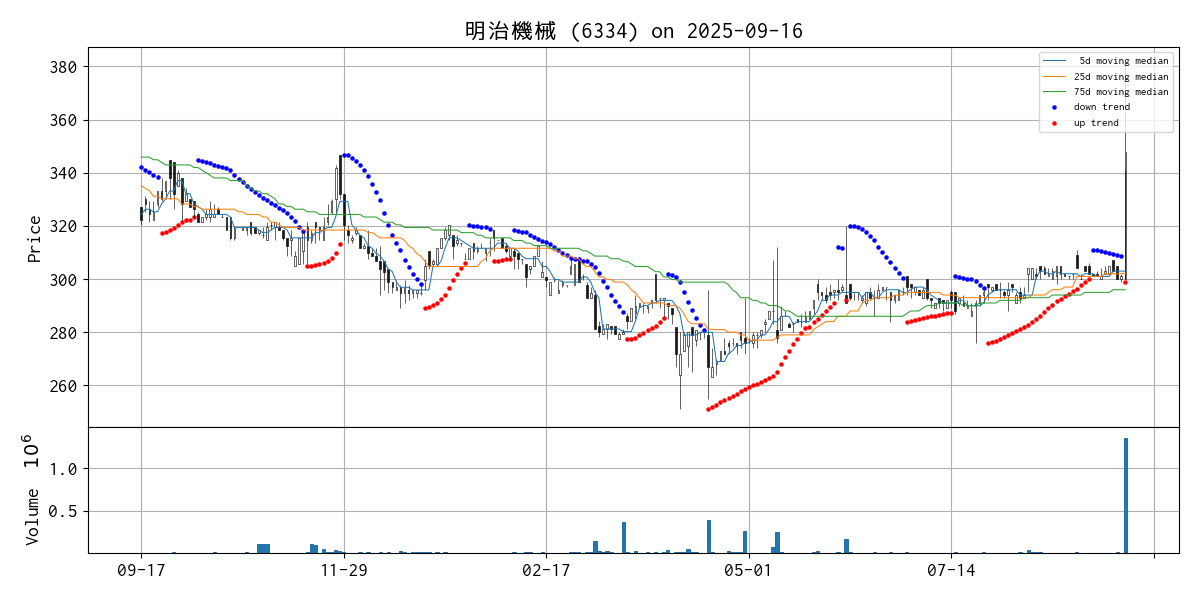 明治機械 (6334) on 2025-09-16
380
360
340
320
300
280
260
Price
5d moving median
25d moving median
75d moving median
down trend
up trend
1.0
0.5
Volume 10^6
09-17
11-29
02-17
05-01
07-14